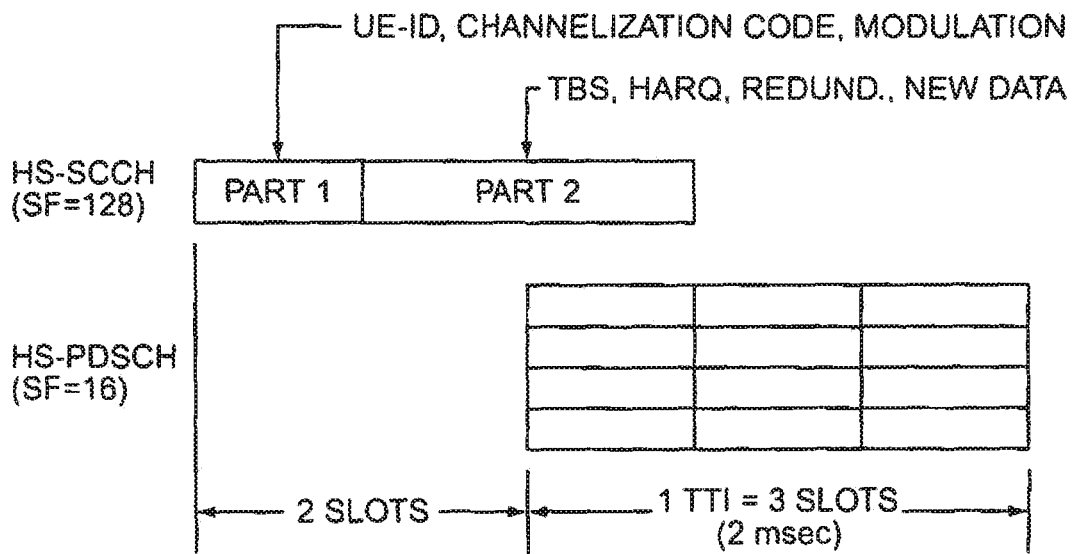 UE-ID, CHANNELIZATION CODE, MODULATION
TBS, HARQ, REDUND., NEW DATA
HS-SCCH
(SF=128)
PART 1
PART 2
HS-PDSCH
(SF=16)
2 SLOTS
1 TTI = 3 SLOTS
(2 msec)